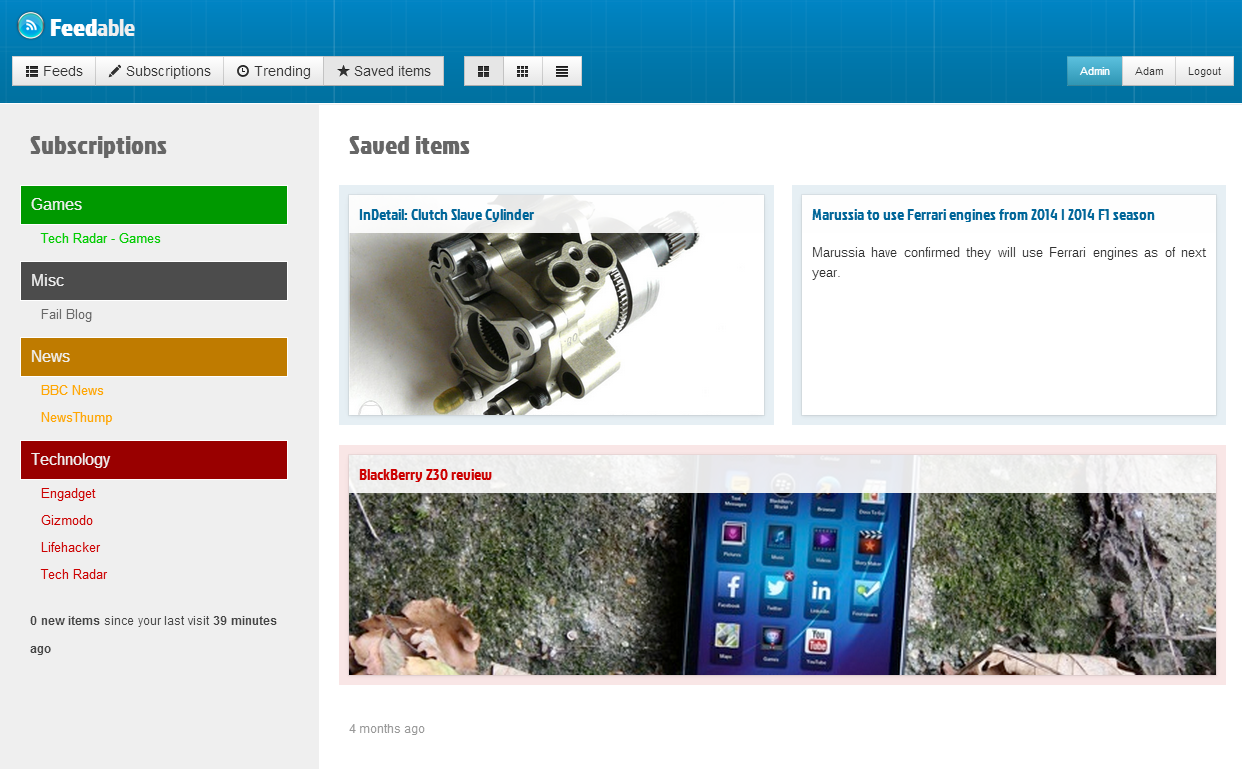 Feedable
Feeds
Subscriptions
Trending
Saved items
Admin
Adam
Logout
Subscriptions
Games
Tech Radar - Games
Misc
Fail Blog
News
BBC News
NewsThump
Technology
Engadget
Gizmodo
Lifehacker
Tech Radar
0 new items since your last visit 39 minutes
ago
Saved items
InDetail: Clutch Slave Cylinder
Marussia to use Ferrari engines from 2014 | 2014 F1 season
Marussia have confirmed they will use Ferrari engines as of next
year.
BlackBerry Z30 review
Text
Messages
BlackBerry
World
Browser
Docs To Go
Pictures
Music
Videos
Story Maker
Facebook
Twitter
LinkedIn
Foursquare
Maps
Games
You
Tube
YouTube
4 months ago